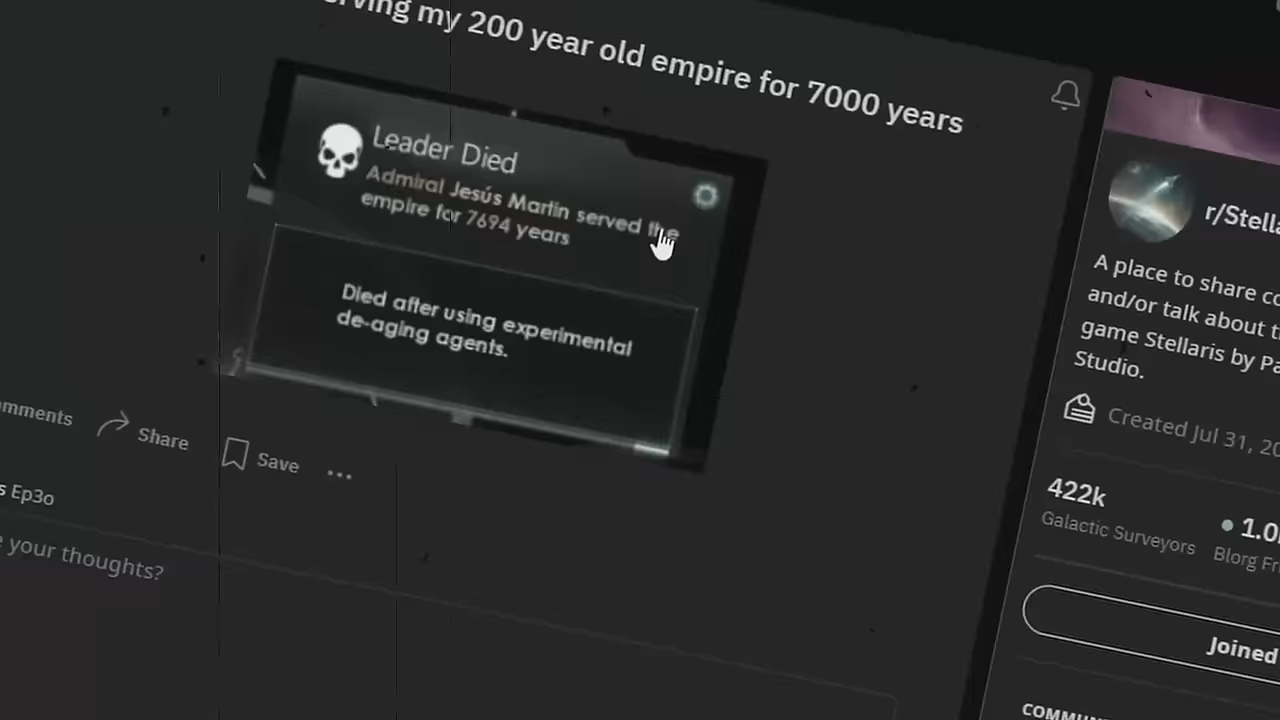 my 200 year old empire for 7000 years
Leader Died
Admiral Jesús Martin served the
empire for 7694 years
Died after using experimental
de-aging agents.
Share
Save
Ep3o
your thoughts?
r/Stella
A place to share co
and/or talk about t
game Stellaris by Pa
Studio.
Created Jul 31, 20
422k
Galactic Surveyors
1.0
Blorg Fr
Joined
COMMUN